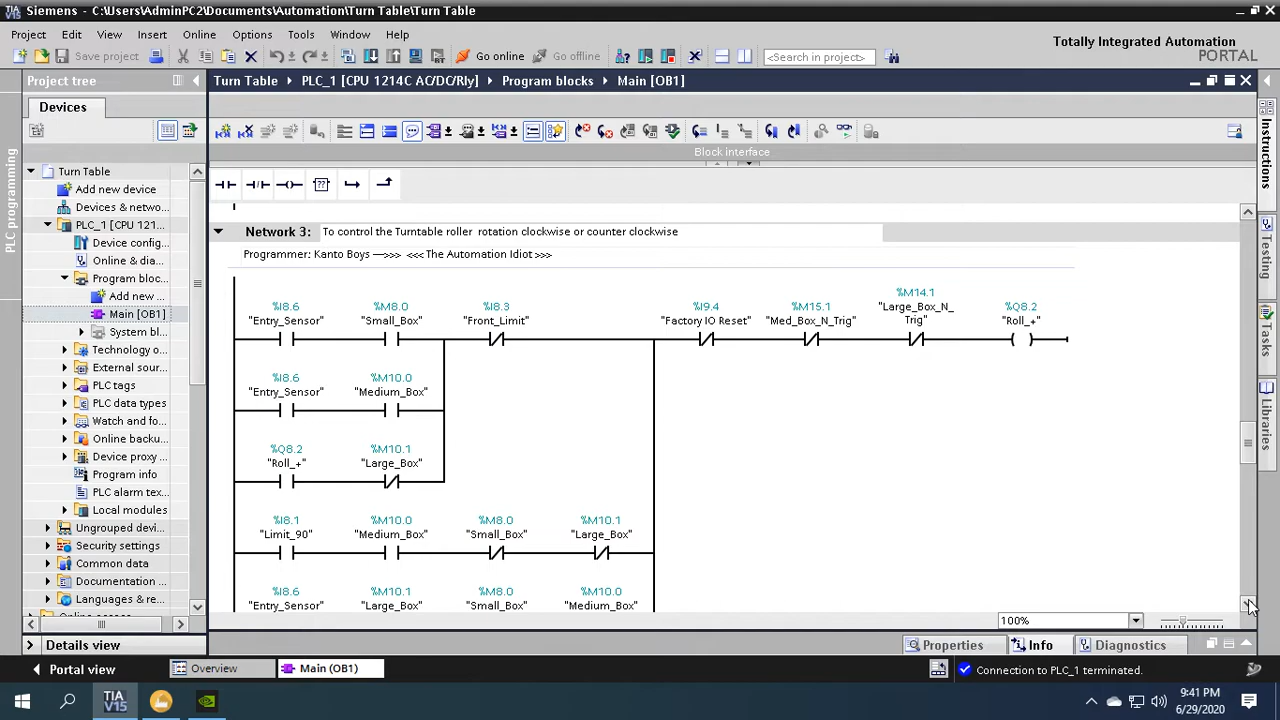 Siemens - C:\Users\AdminPC2\Documents\Automation\Turn Table\Turn Table
Project Edit View Insert Online Options Tools Window Help
Totally Integrated Automation
PORTAL
Save project
Go online
Go offline
<Search in project>
Project tree
Turn Table
PLC_1 [CPU 1214C AC/DC/Rly]
Program blocks
Main [OB1]
Devices
PLC programming
Turn Table
Add new device
Devices & netwo...
PLC_1 [CPU 121...
Device config...
Online & dia...
Program bloc...
Add new ...
Main [OB1]
System bl...
Technology o...
External sour...
PLC tags
PLC data types
Watch and fo...
Online backu...
Device proxy ...
Program info
PLC alarm tex...
Local modules
Ungrouped devi...
Security settings
Common data
Documentation ...
Languages & re...
Details view
Block interface
??
Network 3: To control the Turntable roller rotation clockwise or counter clockwise
Programmer: Kanto Boys —>>> <<< The Automation Idiot >>>
%I8.6
"Entry_Sensor"
%M8.0
"Small_Box"
%I8.3
"Front_Limit"
%I9.4
"Factory IO Reset"
%M15.1
"Med_Box_N_Trig"
%M14.1
"Large_Box_N_
Trig"
%Q8.2
"Roll_+"
%I8.6
"Entry_Sensor"
%M10.0
"Medium_Box"
%Q8.2
"Roll_+"
%M10.1
"Large_Box"
%I8.1
"Limit_90"
%M10.0
"Medium_Box"
%M8.0
"Small_Box"
%M10.1
"Large_Box"
%I8.6
"Entry_Sensor"
%M10.1
"Large_Box"
%M8.0
"Small_Box"
%M10.0
"Medium_Box"
100%
Instructions
Testing
Tasks
Libraries
Properties
Info
Diagnostics
Portal view
Overview
Main (OB1)
Connection to PLC_1 terminated.
TIA
V15
9:41 PM
6/29/2020